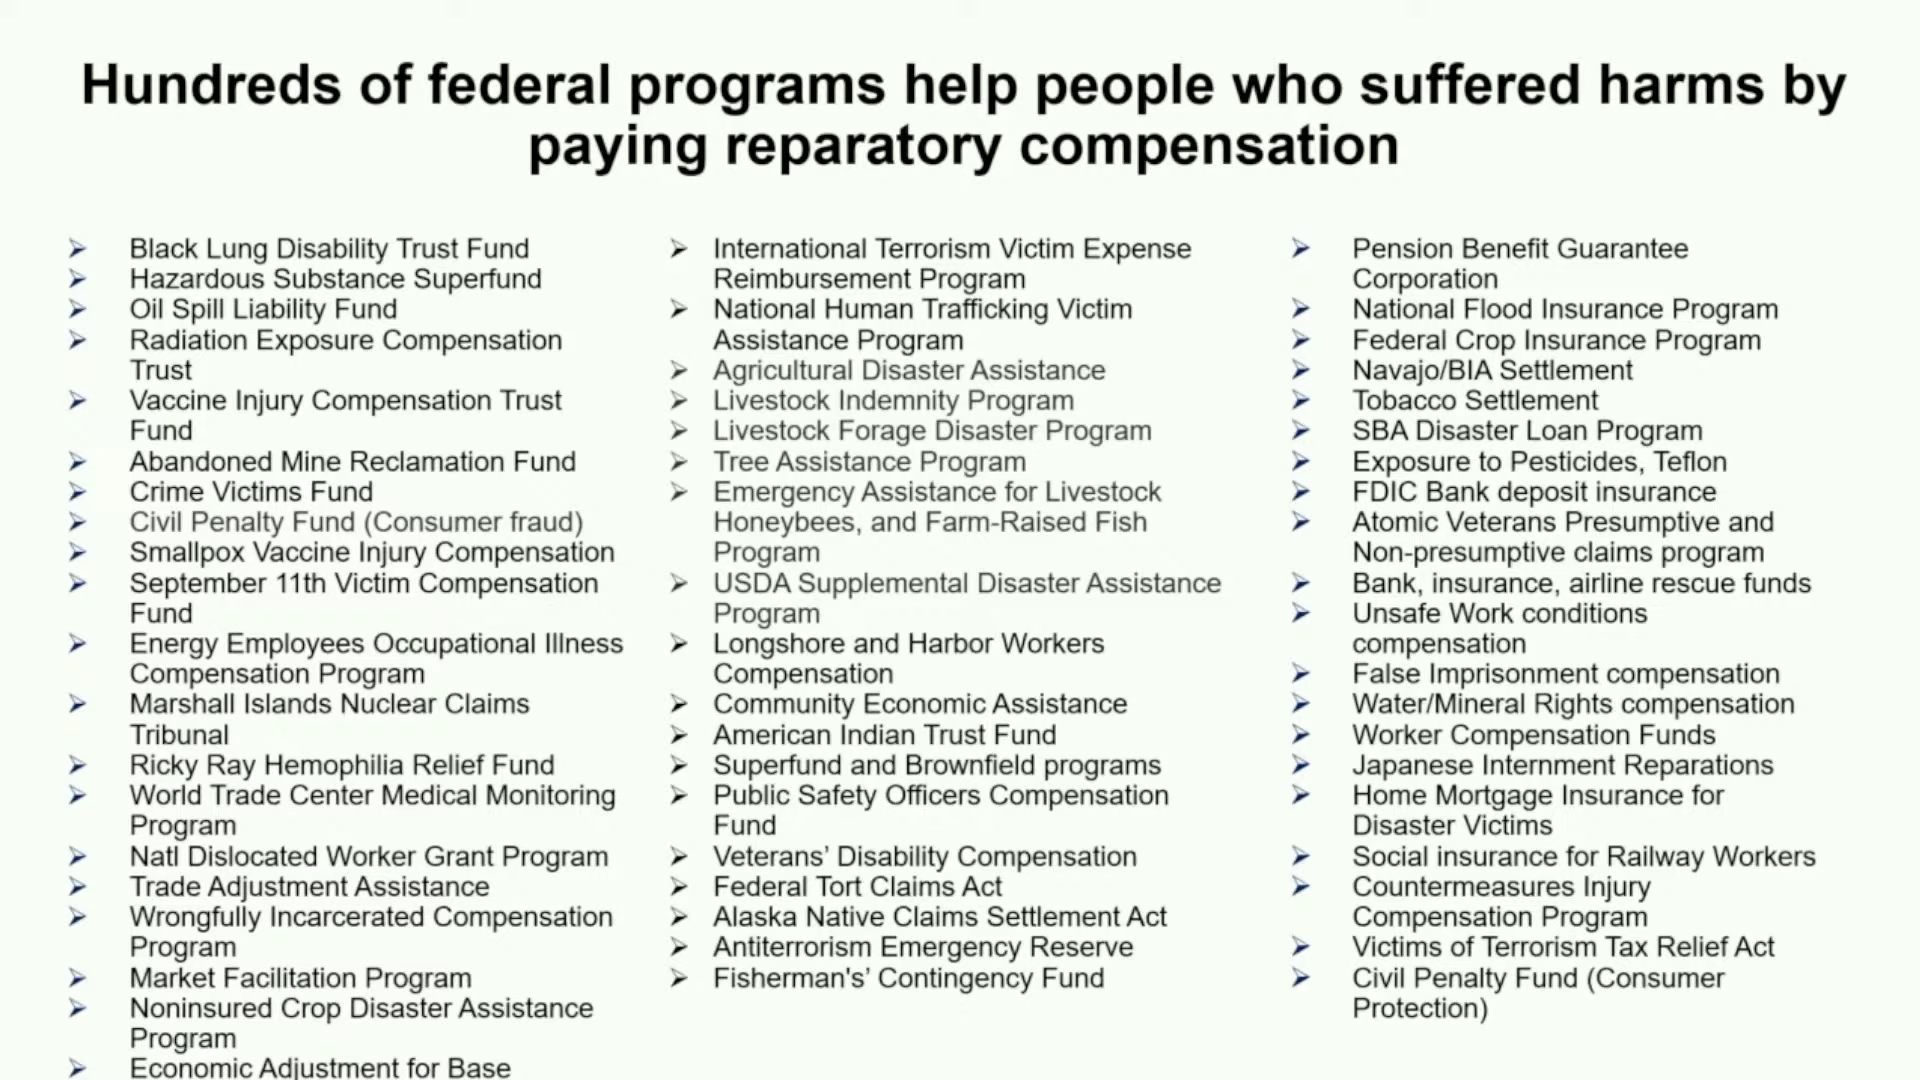 Hundreds of federal programs help people who suffered harms by
paying reparatory compensation
➢ Black Lung Disability Trust Fund
➢ Hazardous Substance Superfund
➢ Oil Spill Liability Fund
➢ Radiation Exposure Compensation
Trust
➢ Vaccine Injury Compensation Trust
Fund
➢ Abandoned Mine Reclamation Fund
➢ Crime Victims Fund
➢ Civil Penalty Fund (Consumer fraud)
➢ Smallpox Vaccine Injury Compensation
➢ September 11th Victim Compensation
Fund
➢ Energy Employees Occupational Illness
Compensation Program
➢ Marshall Islands Nuclear Claims
Tribunal
➢ Ricky Ray Hemophilia Relief Fund
➢ World Trade Center Medical Monitoring
Program
➢ Natl Dislocated Worker Grant Program
➢ Trade Adjustment Assistance
➢ Wrongfully Incarcerated Compensation
Program
➢ Market Facilitation Program
➢ Noninsured Crop Disaster Assistance
Program
➢ Economic Adjustment for Base
➢ International Terrorism Victim Expense
Reimbursement Program
➢ National Human Trafficking Victim
Assistance Program
➢ Agricultural Disaster Assistance
➢ Livestock Indemnity Program
➢ Livestock Forage Disaster Program
➢ Tree Assistance Program
➢ Emergency Assistance for Livestock
Honeybees, and Farm-Raised Fish
Program
➢ USDA Supplemental Disaster Assistance
Program
➢ Longshore and Harbor Workers
Compensation
➢ Community Economic Assistance
➢ American Indian Trust Fund
➢ Superfund and Brownfield programs
➢ Public Safety Officers Compensation
Fund
➢ Veterans’ Disability Compensation
➢ Federal Tort Claims Act
➢ Alaska Native Claims Settlement Act
➢ Antiterrorism Emergency Reserve
➢ Fisherman's’ Contingency Fund
➢ Pension Benefit Guarantee
Corporation
➢ National Flood Insurance Program
➢ Federal Crop Insurance Program
➢ Navajo/BIA Settlement
➢ Tobacco Settlement
➢ SBA Disaster Loan Program
➢ Exposure to Pesticides, Teflon
➢ FDIC Bank deposit insurance
➢ Atomic Veterans Presumptive and
Non-presumptive claims program
➢ Bank, insurance, airline rescue funds
➢ Unsafe Work conditions
compensation
➢ False Imprisonment compensation
➢ Water/Mineral Rights compensation
➢ Worker Compensation Funds
➢ Japanese Internment Reparations
➢ Home Mortgage Insurance for
Disaster Victims
➢ Social insurance for Railway Workers
➢ Countermeasures Injury
Compensation Program
➢ Victims of Terrorism Tax Relief Act
➢ Civil Penalty Fund (Consumer
Protection)